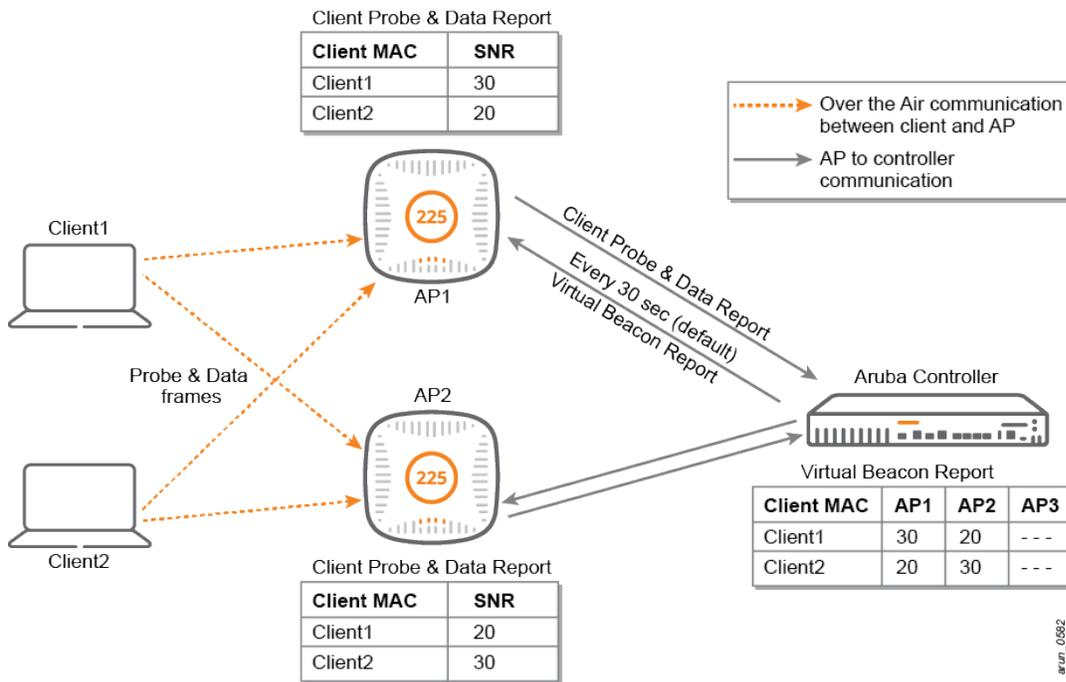 Client Probe & Data Report
Client MAC SNR
Client1 30
Client2 20
Over the Air communication
between client and AP
AP to controller
communication
Client1
225
AP1
Client Probe & Data Report
Every 30 sec (default)
Virtual Beacon Report
Probe & Data
frames
AP2
225
Client2
Aruba Controller
Virtual Beacon Report
Client MAC AP1 AP2 AP3
Client1 30 20 - - -
Client2 20 30 - - -
Client Probe & Data Report
Client MAC SNR
Client1 20
Client2 30
arun_0582